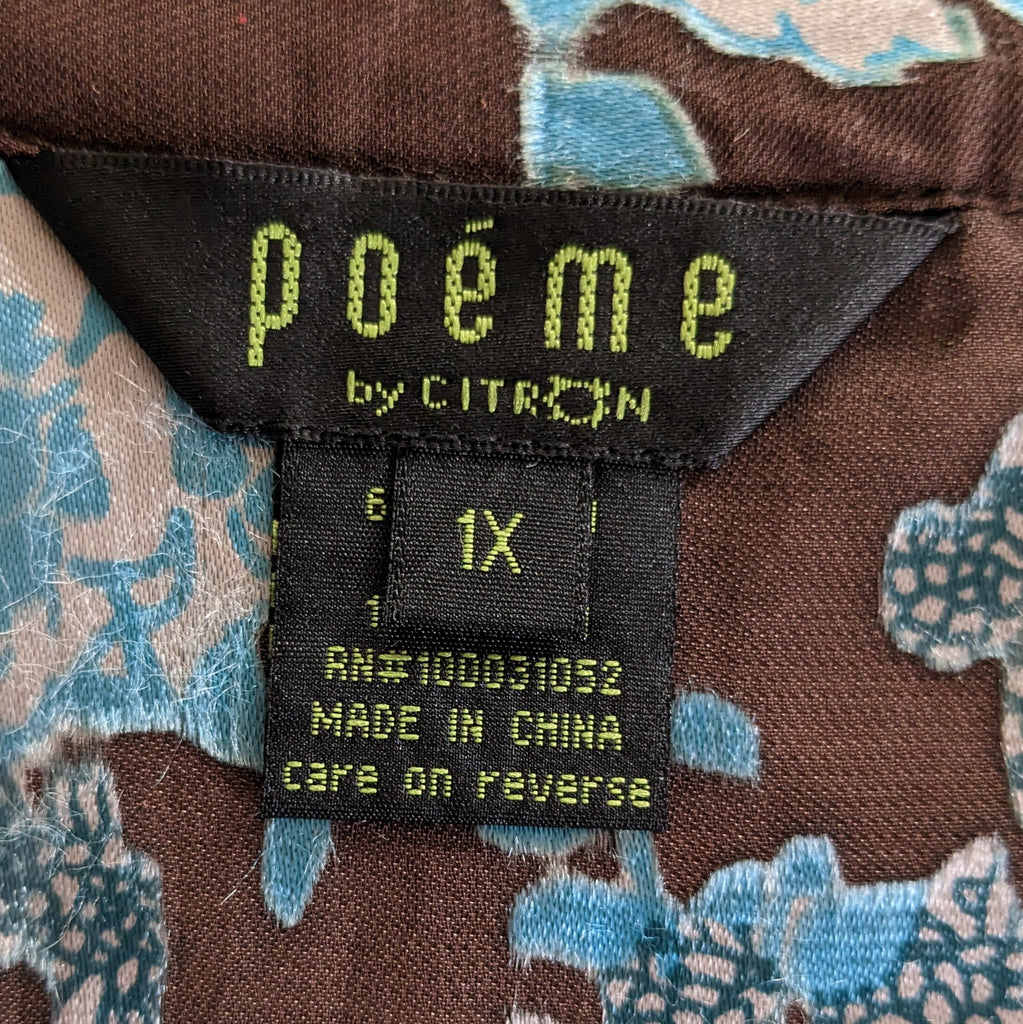 poéme
by CITRON
1X
RN#100031052
MADE IN CHINA
care on reverse